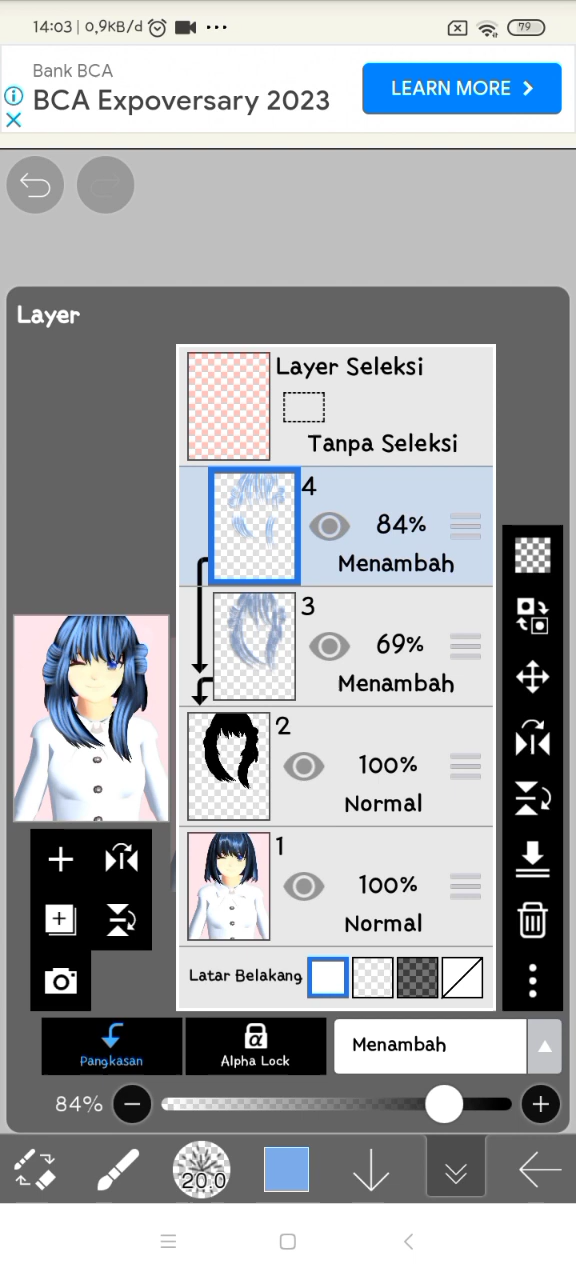 14:03 | 0,9KB/d
79
Bank BCA
BCA Expoversary 2023
LEARN MORE
Layer
Layer Seleksi
Tanpa Seleksi
4
84%
Menambah
3
69%
Menambah
2
100%
Normal
1
100%
Normal
Latar Belakang
Pangkasan
α
Alpha Lock
Menambah
84%
20.0